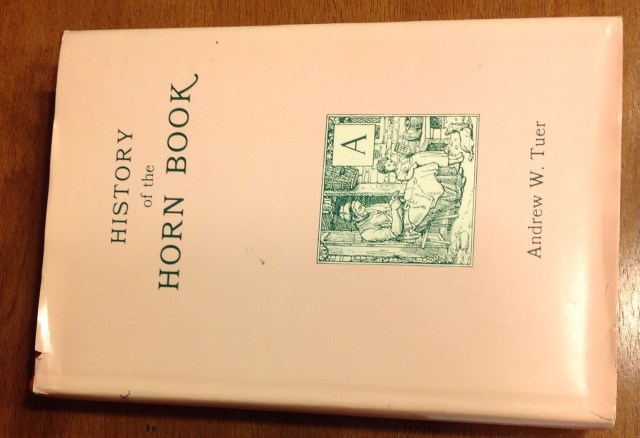 HISTORY
of the
HORN BOOK
A
Andrew W. Tuer